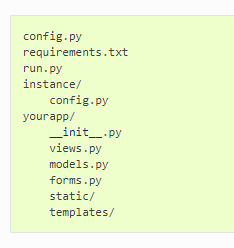 config.py
requirements.txt
run.py
instance/
    config.py
yourapp/
    __init__.py
    views.py
    models.py
    forms.py
    static/
    templates/